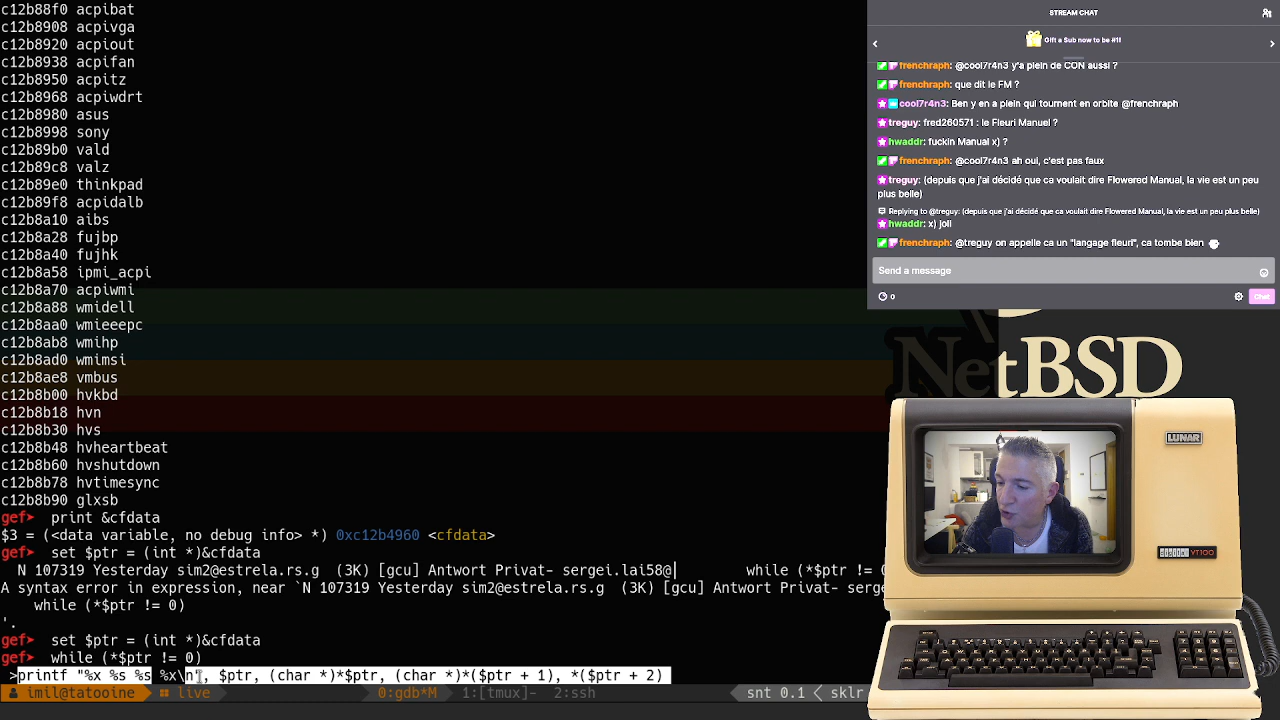 c12b88f0 acpibat
c12b8908 acpivga
c12b8920 acpiout
c12b8938 acpifan
c12b8950 acpitz
c12b8968 acpiwdrt
c12b8980 asus
c12b8998 sony
c12b89b0 vald
c12b89c8 valz
c12b89e0 thinkpad
c12b89f8 acpidalb
c12b8a10 aibs
c12b8a28 fujbp
c12b8a40 fujhk
c12b8a58 ipmi_acpi
c12b8a70 acpiwmi
c12b8a88 wmidell
c12b8aa0 wmieeepc
c12b8ab8 wmihp
c12b8ad0 wmimsi
c12b8ae8 vmbus
c12b8b00 hvkbd
c12b8b18 hvn
c12b8b30 hvs
c12b8b48 hvheartbeat
c12b8b60 hvshutdown
c12b8b78 hvtimesync
c12b8b90 glxsb
gef➤  print &cfdata
$3 = (<data variable, no debug info> *) 0xc12b4960 <cfdata>
gef➤  set $ptr = (int *)&cfdata
N 107319 Yesterday sim2@estrela.rs.g  (3K) [gcu] Antwort Privat- sergei.lai58@|        while (*$ptr != 0
A syntax error in expression, near `N 107319 Yesterday sim2@estrela.rs.g  (3K) [gcu] Antwort Privat- serge
while (*$ptr != 0)
'.
gef➤  set $ptr = (int *)&cfdata
gef➤  while (*$ptr != 0)
>printf "%x %s %s %x\n", $ptr, (char *)*$ptr, (char *)*($ptr + 1), *($ptr + 2)
imil@tatooine live 0:gdb*M 1:[tmux]- 2:ssh snt 0.1 sklr
STREAM CHAT
Gift a Sub now to be #1!
frenchraph: @cool7r4n3 y'a plein de CON aussi ?
frenchraph: que dit le FM ?
cool7r4n3: Ben y en a plein qui tournent en orbite @frenchraph
treguy: fred260571 : le Fleuri Manuel ?
hwaddr: fuckin Manual x) ?
frenchraph: @cool7r4n3 ah oui, c'est pas faux
treguy: (depuis que j'ai décidé que ca voulait dire Flowered Manual, la vie est un peu
plus belle)
Replying to @treguy: (depuis que j'ai décidé que ca voulait dire Flowered Manual, la vie est un peu plus belle)
hwaddr: x) joli
frenchraph: @treguy on appelle ca un "langage fleuri", ca tombe bien
Send a message
0
Chat
NetBSD
LUNAR
digital VT100